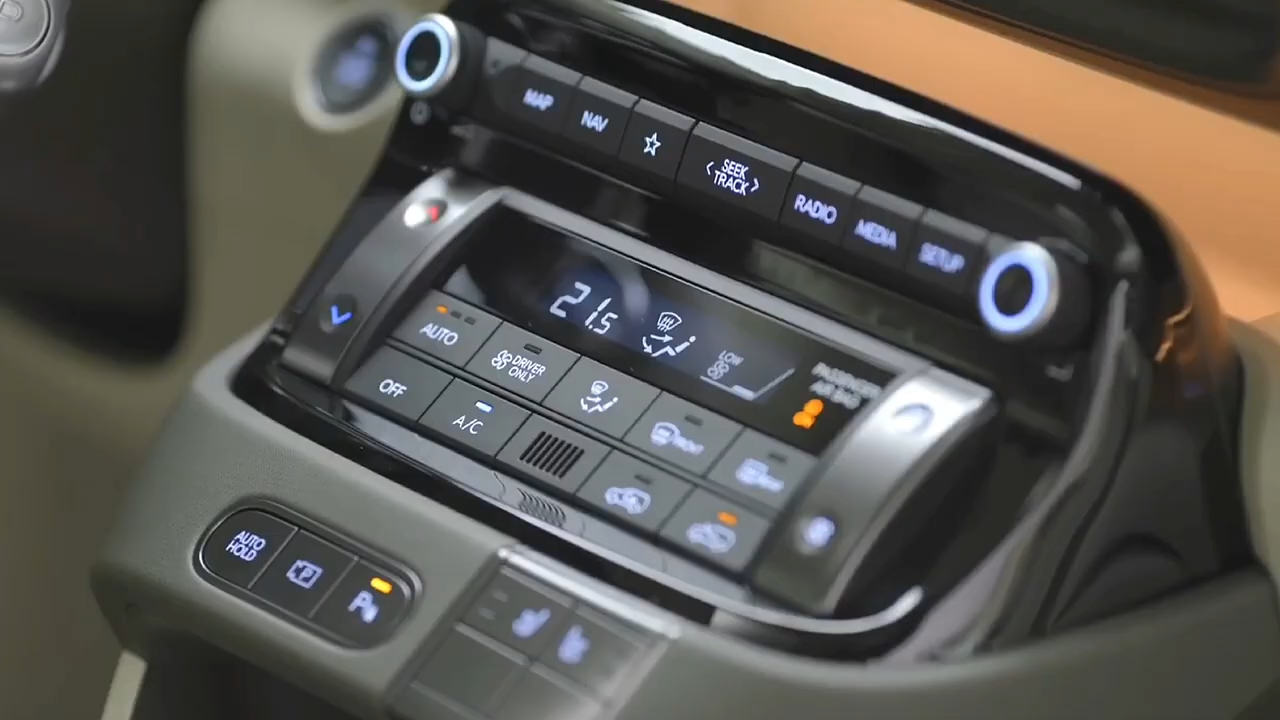 P
MAP
NAV
SEEK
TRACK
RADIO
MEDIA
SETUP
21.5
LOW
PASSENGER
AIR BAG
AUTO
DRIVER
ONLY
FRONT
OFF
A/C
AUTO
HOLD
P
P